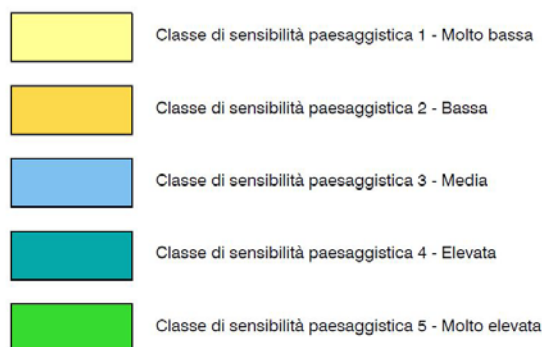 Classe di sensibilità paesaggistica 1 - Molto bassa
Classe di sensibilità paesaggistica 2 - Bassa
Classe di sensibilità paesaggistica 3 - Media
Classe di sensibilità paesaggistica 4 - Elevata
Classe di sensibilità paesaggistica 5 - Molto elevata